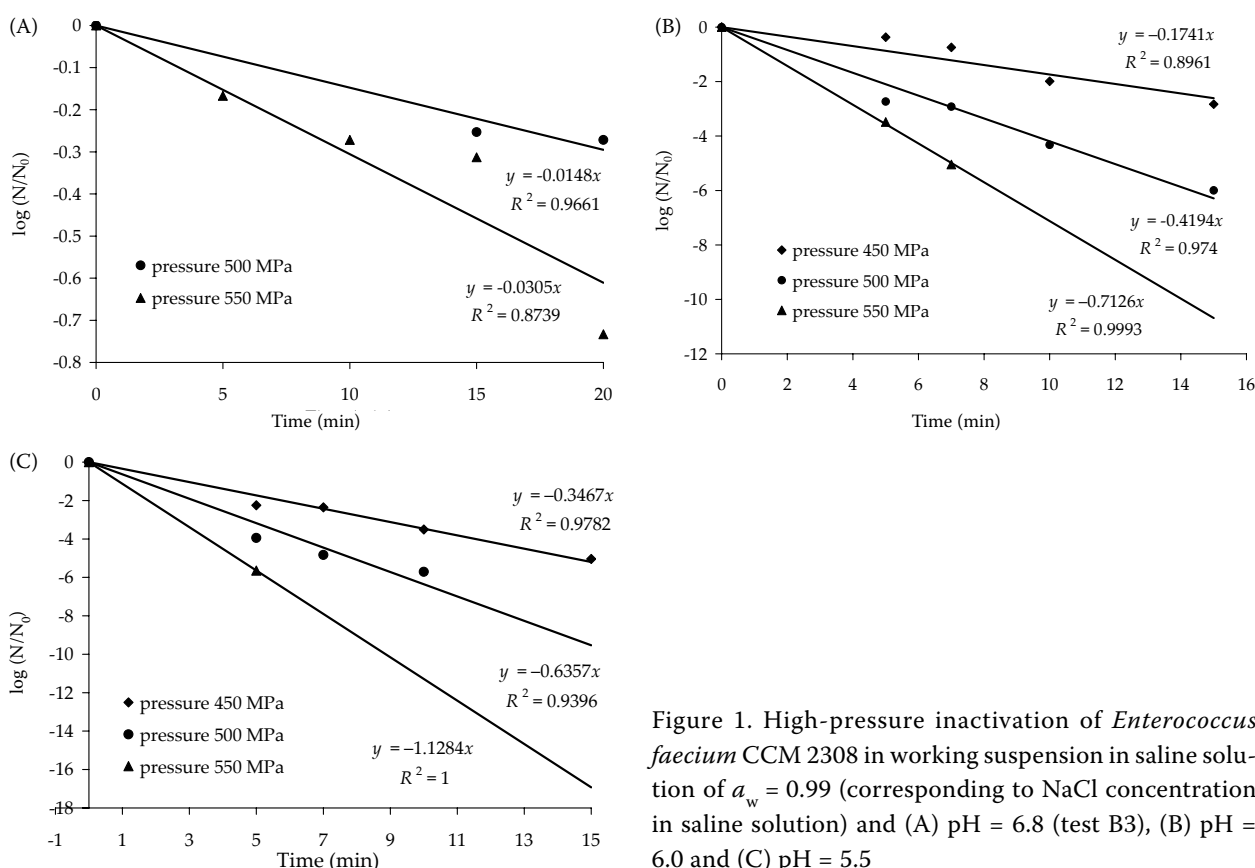 (A)
0
-0.1
-0.2
-0.3
-0.4
-0.5
-0.6
-0.7
-0.8
log (N/N0)
y = -0.0148x
R 2 = 0.9661
pressure 500 MPa
pressure 550 MPa
y = -0.0305x
R 2 = 0.8739
0 5 10 15 20
Time (min)
(B)
0
-2
-4
-6
-8
-10
-12
log (N/N0)
y = –0.1741x
R 2 = 0.8961
y = -0.4194x
R 2 = 0.974
pressure 450 MPa
pressure 500 MPa
pressure 550 MPa
y = -0.7126x
R 2 = 0.9993
0 2 4 6 8 10 12 14 16
Time (min)
(C)
0
-2
-4
-6
-8
-10
-12
-14
-16
-18
log (N/N0)
y = –0.3467x
R 2 = 0.9782
y = -0.6357x
R 2 = 0.9396
pressure 450 MPa
pressure 500 MPa
pressure 550 MPa
y = –1.1284x
R 2 = 1
-1 1 3 5 7 9 11 13 15
Time (min)
Figure 1. High-pressure inactivation of Enterococcus
faecium CCM 2308 in working suspension in saline solu-
tion of aw = 0.99 (corresponding to NaCl concentration
in saline solution) and (A) pH = 6.8 (test B3), (B) pH =
6.0 and (C) pH = 5.5